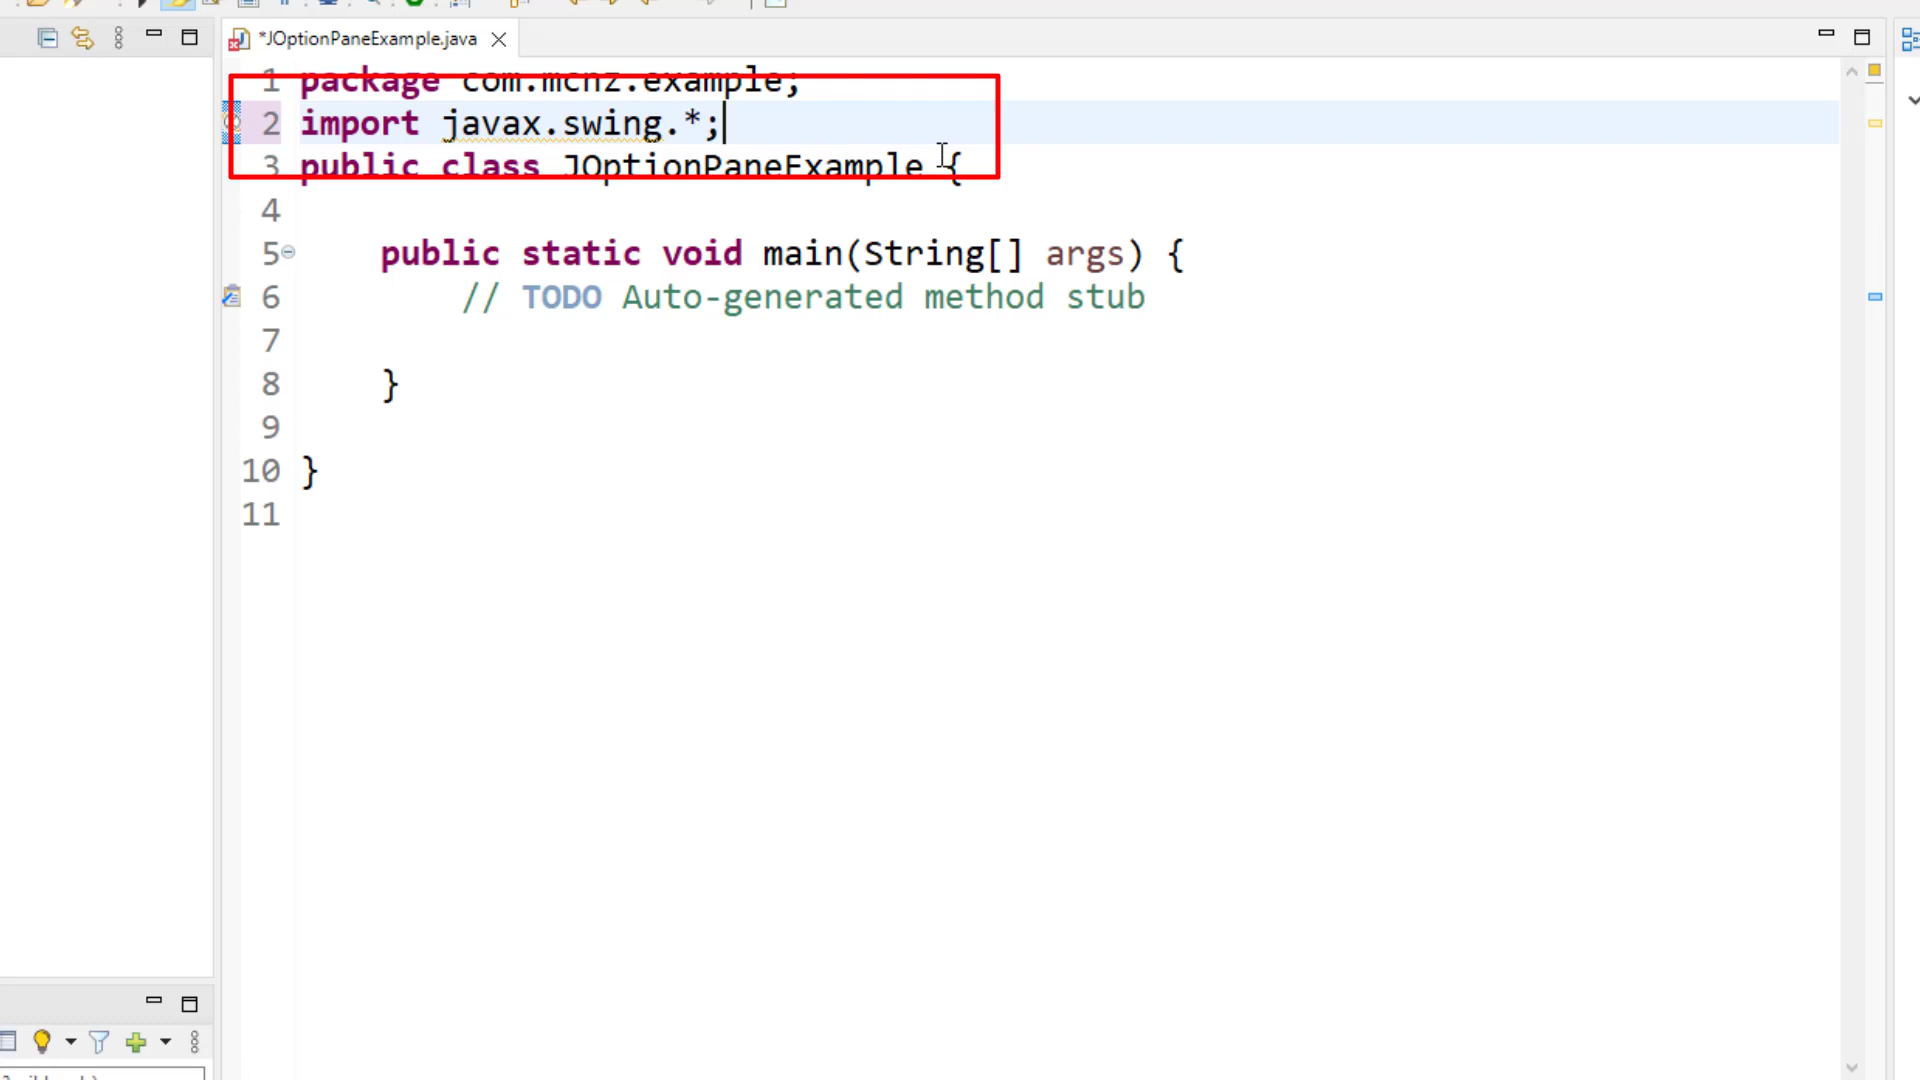 *JOptionPaneExample.java
1 package com.mcnz.example;
2 import javax.swing.*;
3 public class JOptionPaneExample {
4
5 public static void main(String[] args) {
6 // TODO Auto-generated method stub
7
8 }
9
10 }
11